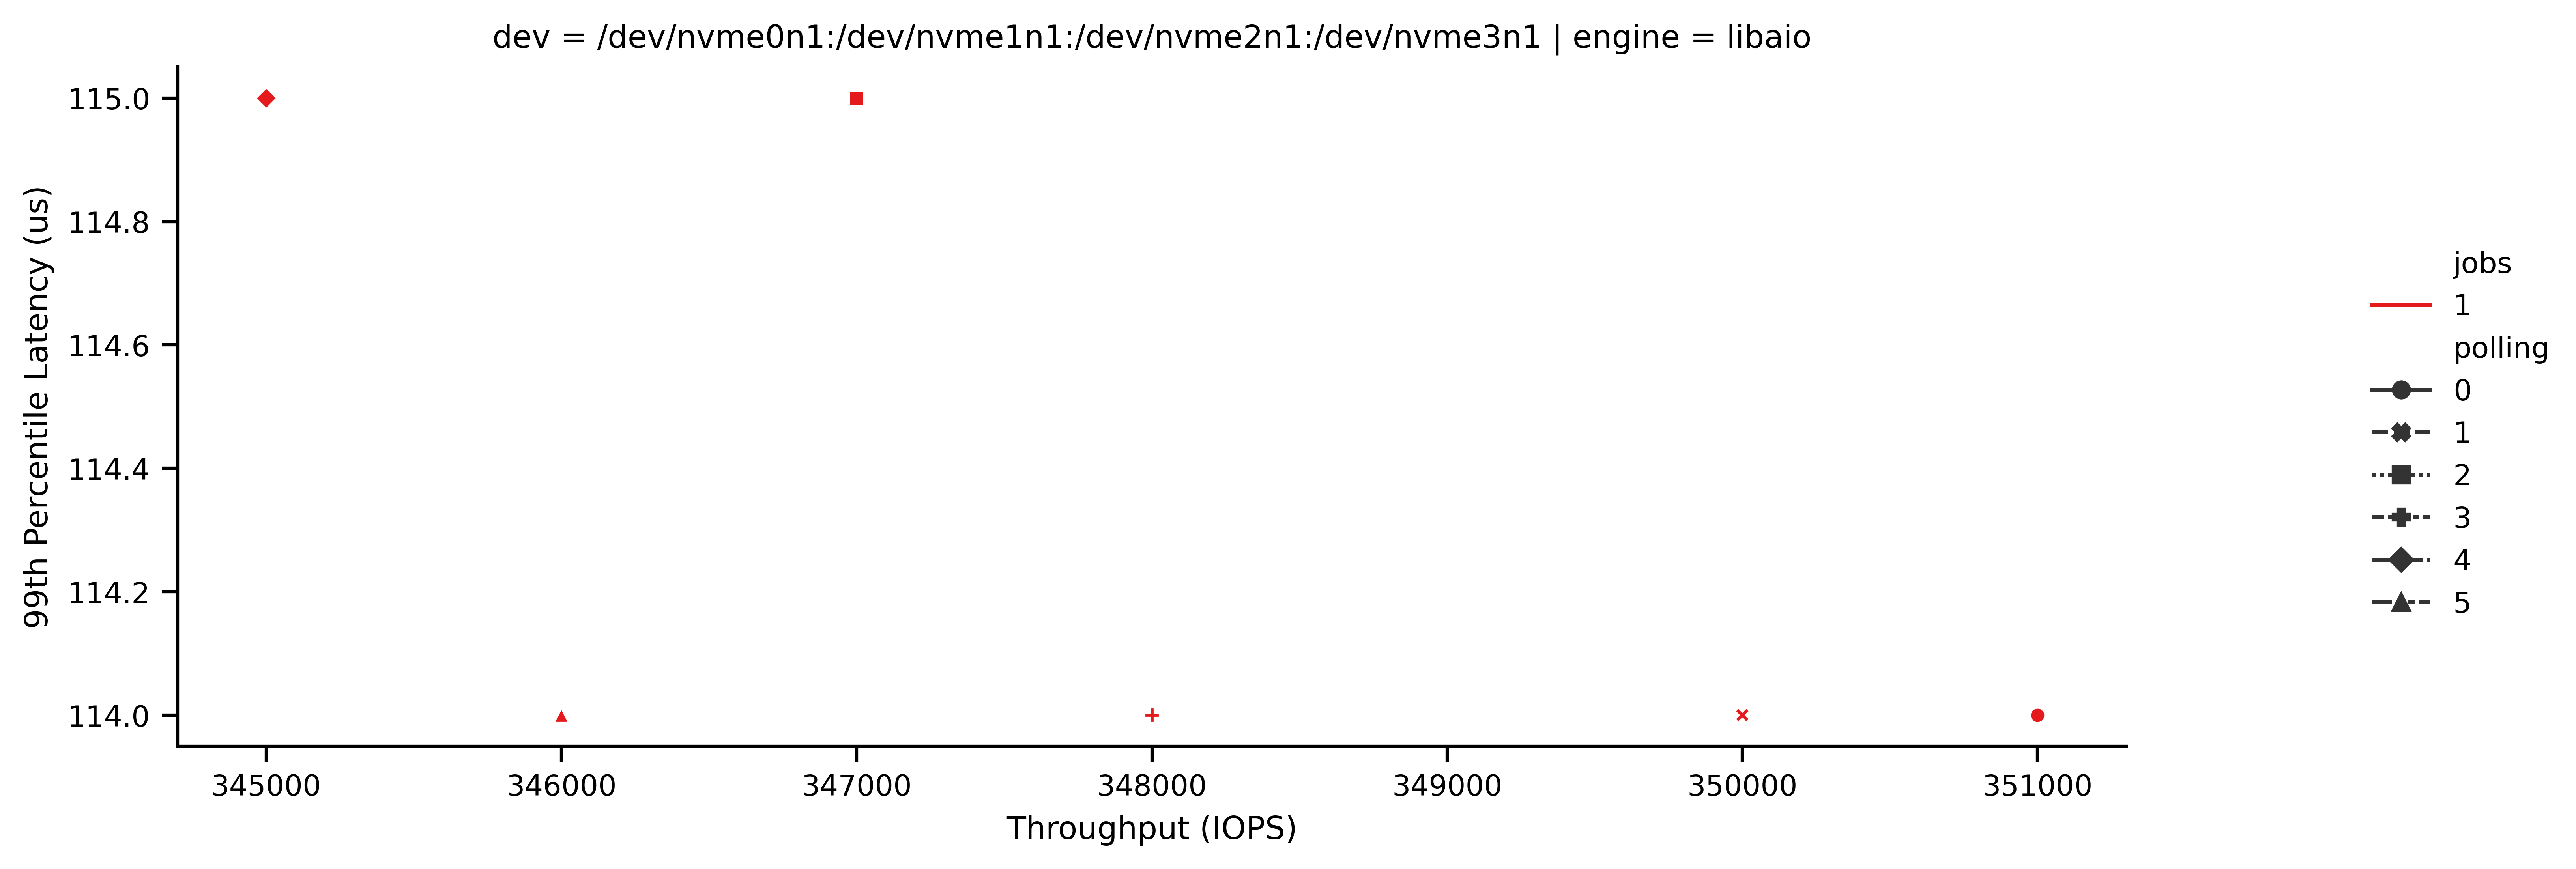 dev = /dev/nvme0n1:/dev/nvme1n1:/dev/nvme2n1:/dev/nvme3n1 | engine = libaio
99th Percentile Latency (us)
115.0
114.8
114.6
114.4
114.2
114.0
345000 346000 347000 348000 349000 350000 351000
Throughput (IOPS)
jobs
1
polling
0
1
2
3
4
5